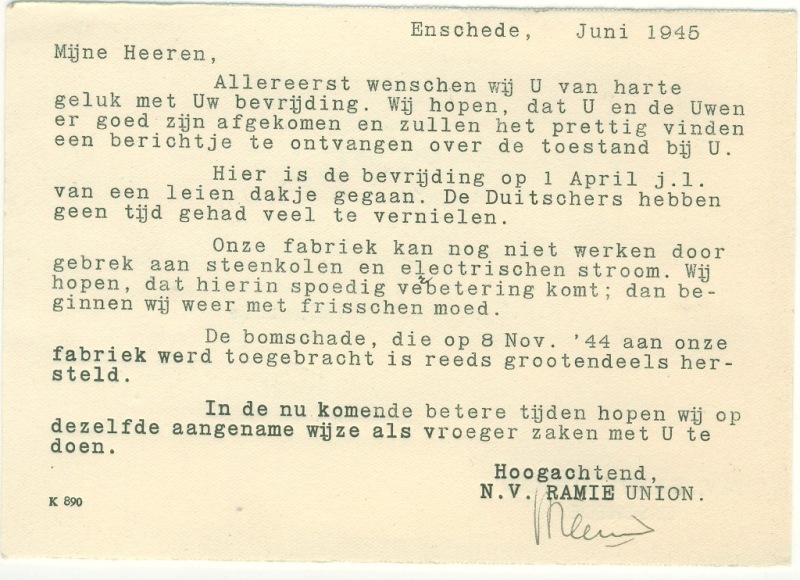 Enschede, Juni 1945
Mijne Heeren,
Allereerst wenschen wij U van harte
geluk met Uw bevrijding. Wij hopen, dat U en de Uwen
er goed zijn afgekomen en zullen het prettig vinden
een berichtje te ontvangen over de toestand bij U.
Hier is de bevrijding op 1 April j.l.
van een leien dakje gegaan. De Duitschers hebben
geen tijd gehad veel te vernielen.
Onze fabriek kan nog niet werken door
gebrek aan steenkolen en electrischen stroom. Wij
hopen, dat hierin spoedig verbetering komt; dan be-
ginnen wij weer met frisschen moed.
De bomschade, die op 8 Nov. '44 aan onze
fabriek werd toegebracht is reeds grootendeels her-
steld.
In de nu komende betere tijden hopen wij op
dezelfde aangename wijze als vroeger zaken met U te
doen.
Hoogachtend,
N.V. RAMIE UNION.
K 890